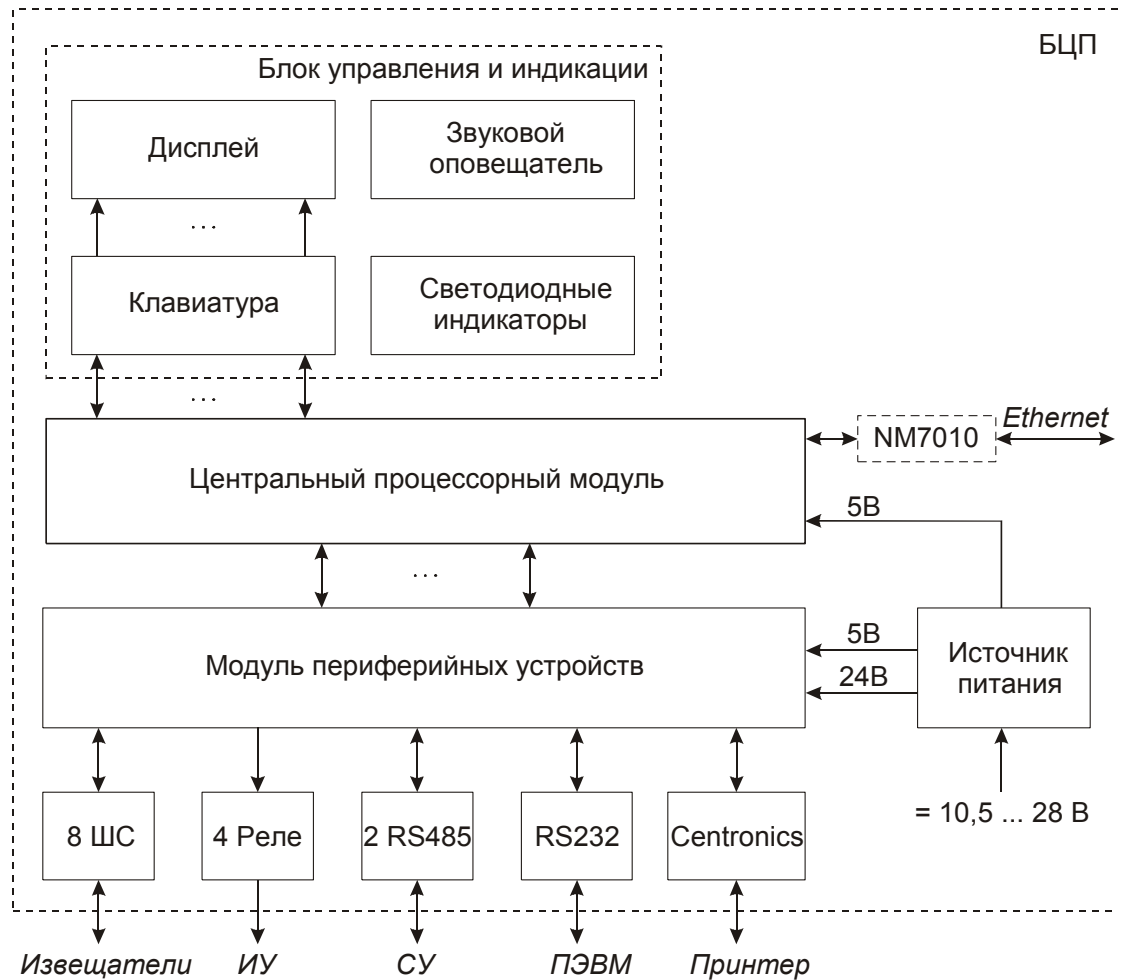 БЦП
Блок управления и индикации
Дисплей
Звуковой
оповещатель
...
Клавиатура
Светодиодные
индикаторы
...
Центральный процессорный модуль
NM7010
Ethernet
5В
...
Модуль периферийных устройств
5В
24В
Источник
питания
= 10,5 ... 28 В
8 ШС
4 Реле
2 RS485
RS232
Centronics
Извещатели
ИУ
СУ
ПЭВМ
Принтер